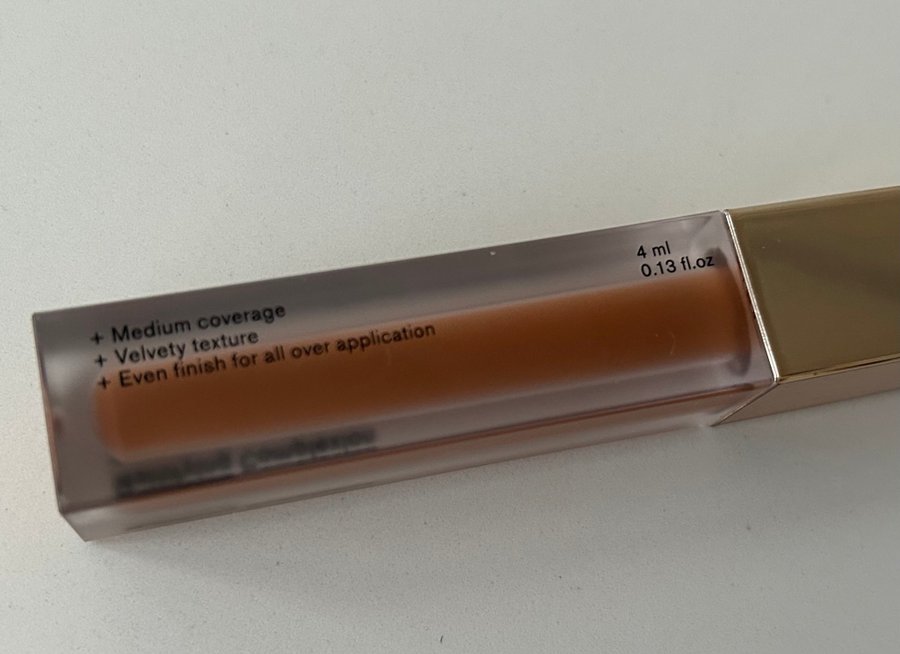 + Medium coverage
+ Velvety texture
+ Even finish for all over application
4 ml
0.13 fl.oz